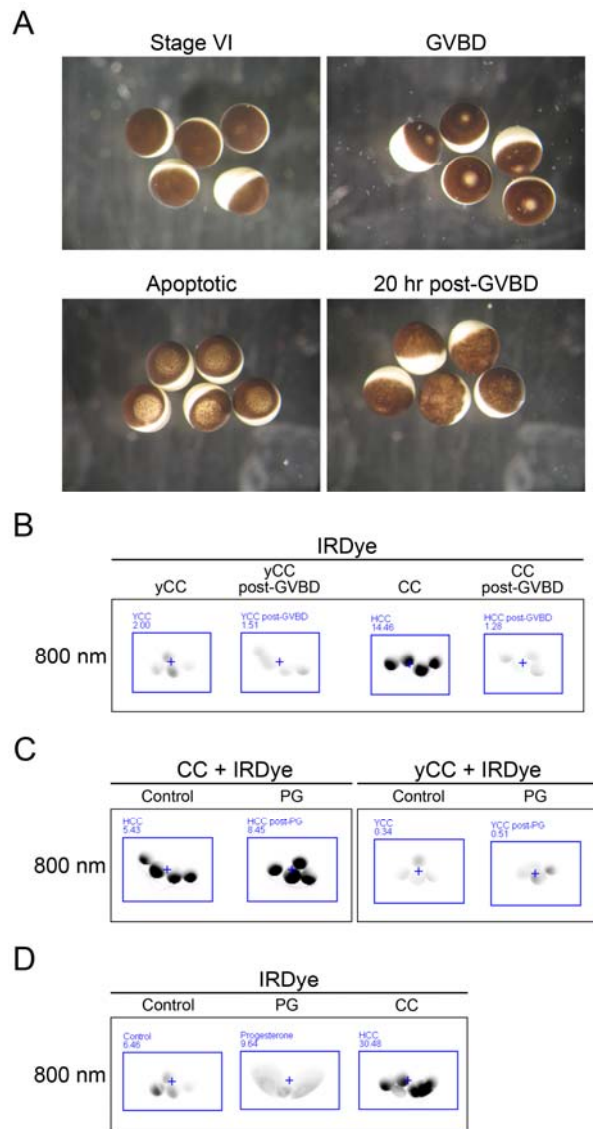 A
Stage VI
GVBD
Apoptotic
20 hr post-GVBD
B
IRDye
yCC
yCC
post-GVBD
CC
CC
post-GVBD
800 nm
YCC
2.00
YCC post-GVBD
1.51
HCC
14.46
HCC post-GVBD
1.28
C
CC + IRDye
yCC + IRDye
Control
PG
Control
PG
800 nm
HCC
5.43
HCC post-PG
8.45
YCC
0.34
YCC post-PG
0.51
D
IRDye
Control
PG
CC
800 nm
Control
6.46
Progesterone
9.64
HCC
30.48